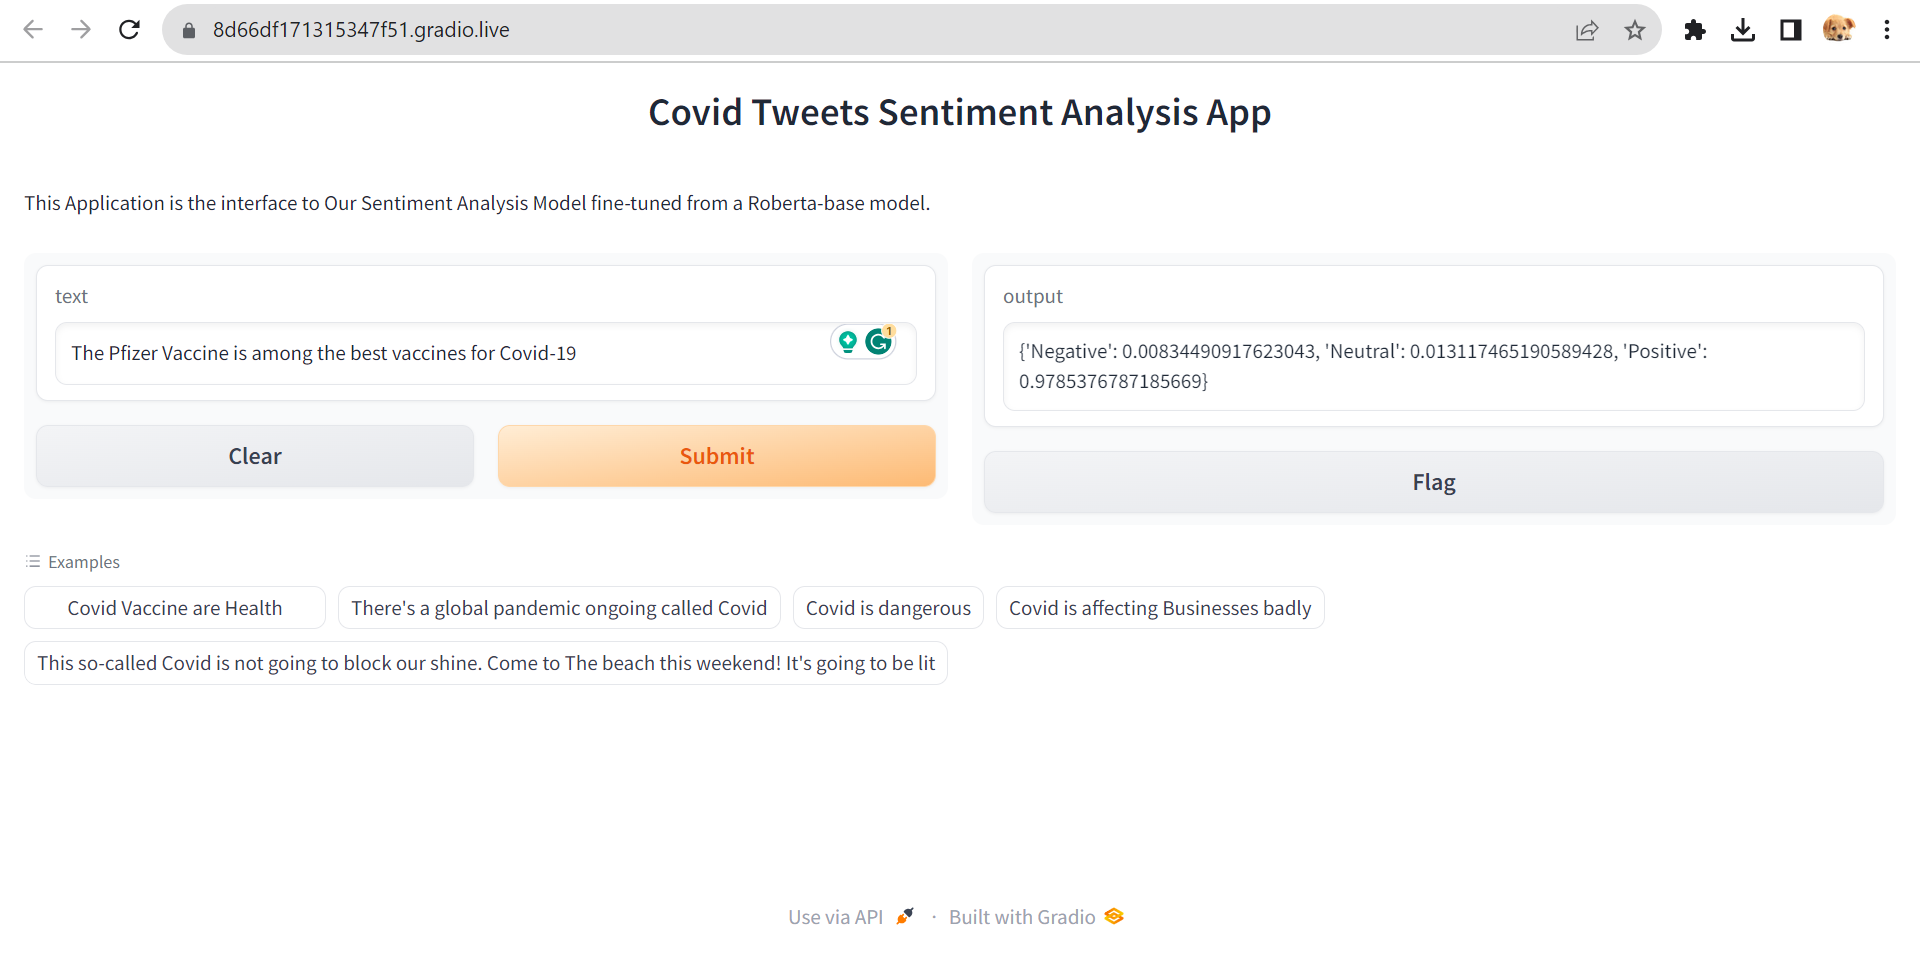 8d66df171315347f51.gradio.live
Covid Tweets Sentiment Analysis App
This Application is the interface to Our Sentiment Analysis Model fine-tuned from a Roberta-base model.
text
The Pfizer Vaccine is among the best vaccines for Covid-19
1
Clear
Submit
output
{'Negative': 0.00834490917623043, 'Neutral': 0.013117465190589428, 'Positive':
0.9785376787185669}
Flag
Examples
Covid Vaccine are Health
There's a global pandemic ongoing called Covid
Covid is dangerous
Covid is affecting Businesses badly
This so-called Covid is not going to block our shine. Come to The beach this weekend! It's going to be lit
Use via API · Built with Gradio